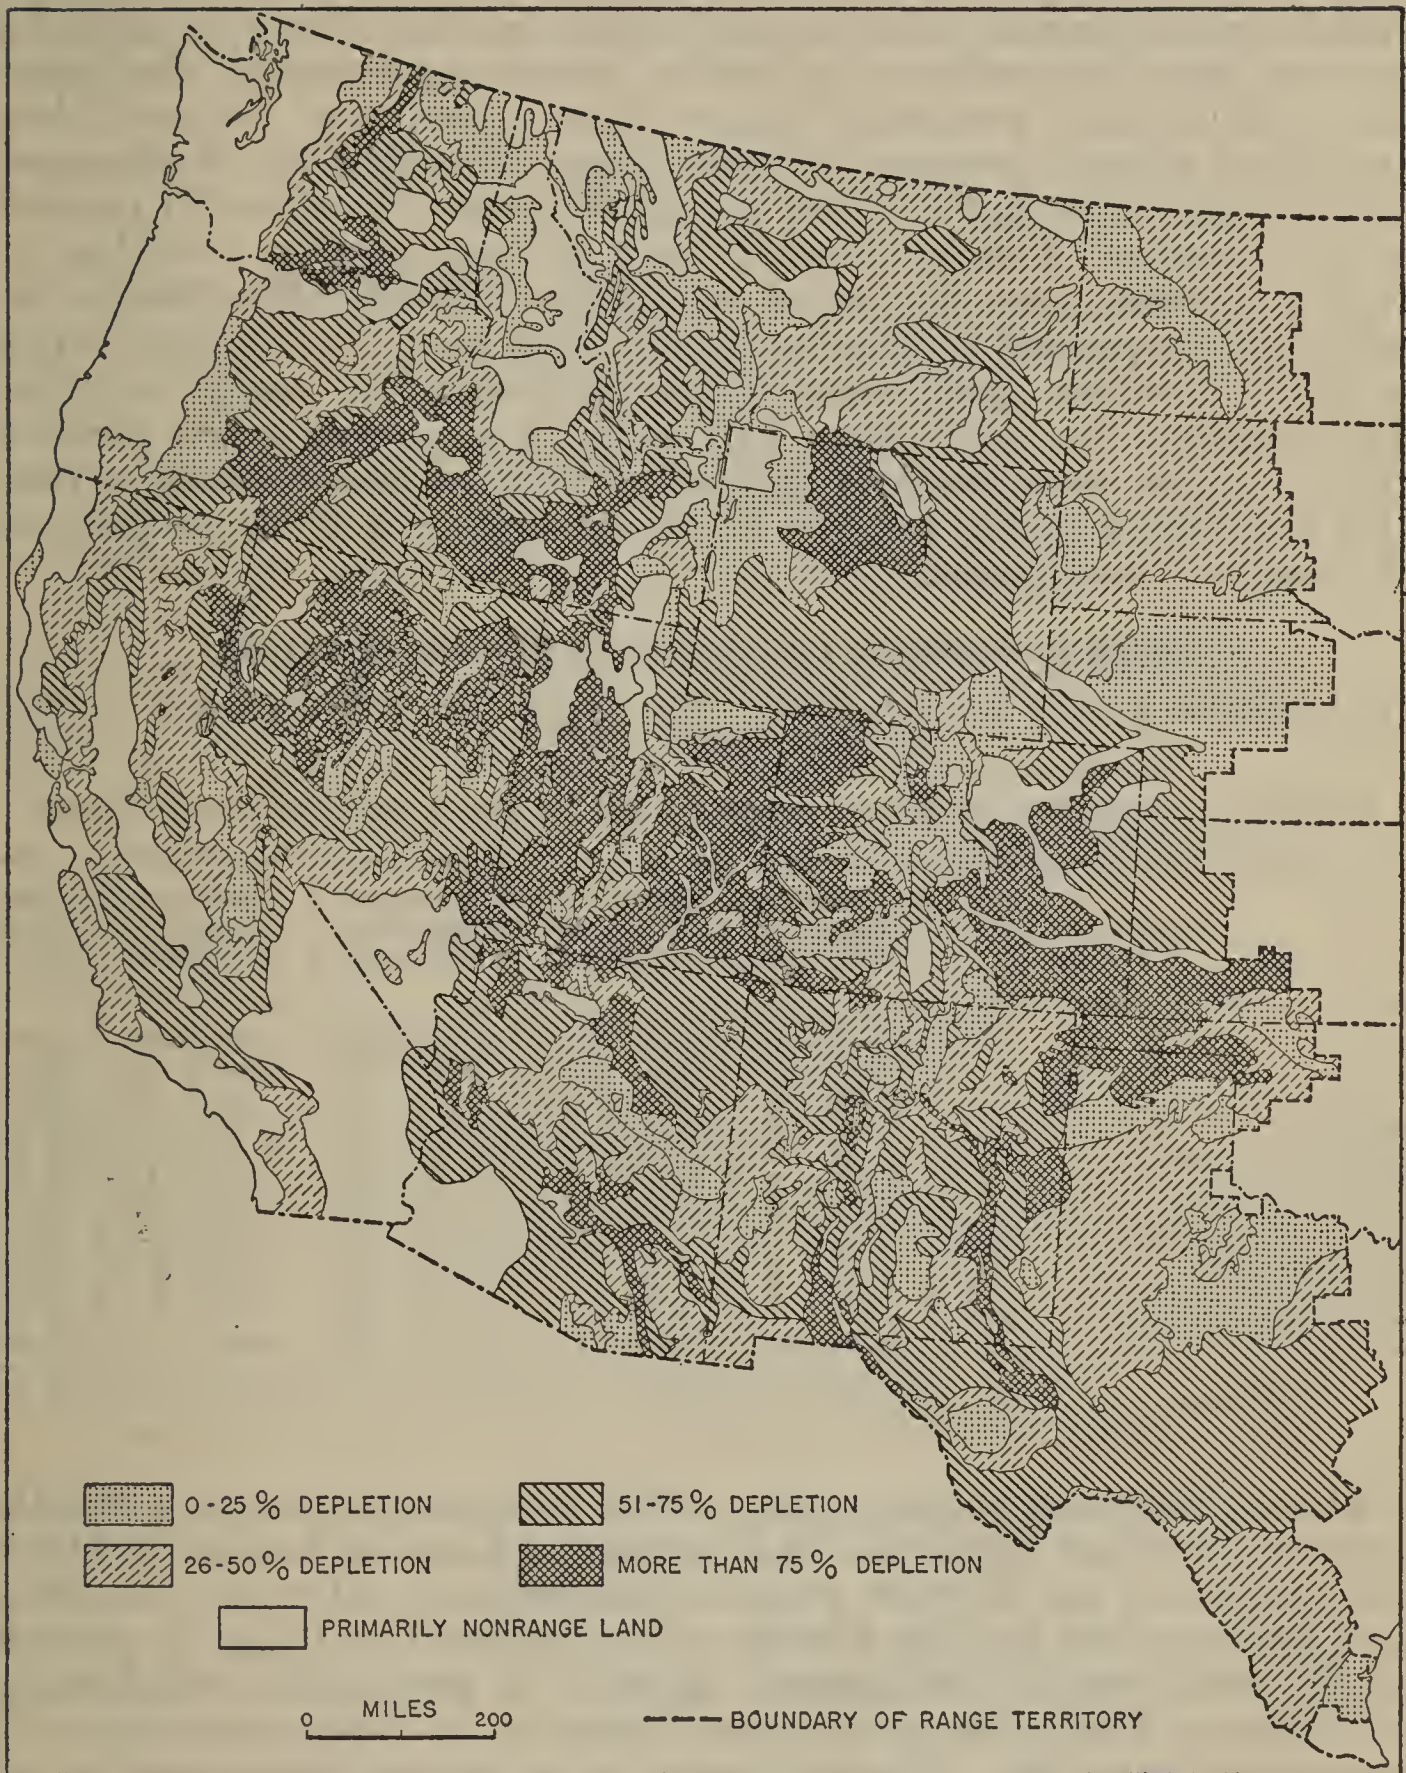 0-25% DEPLETION
51-75% DEPLETION
26-50% DEPLETION
MORE THAN 75% DEPLETION
PRIMARILY NONRANGE LAND
MILES
0 200
BOUNDARY OF RANGE TERRITORY